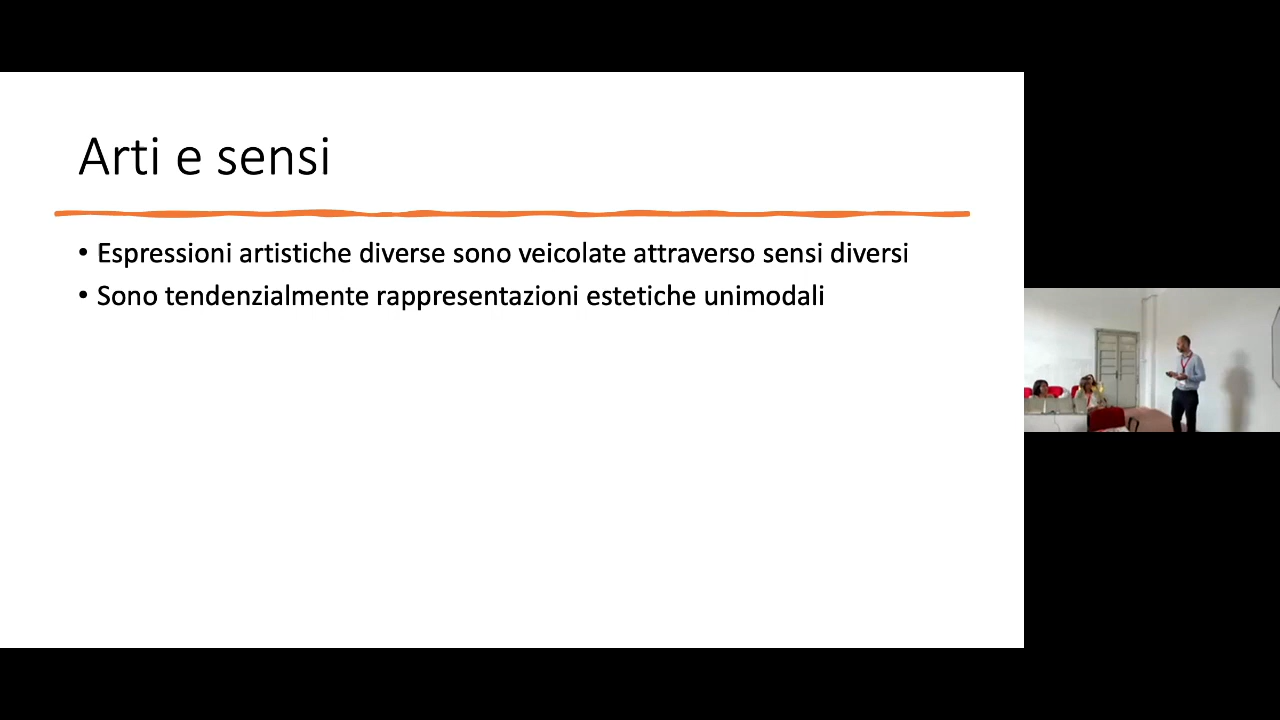 Arti e sensi
• Espressioni artistiche diverse sono veicolate attraverso sensi diversi
• Sono tendenzialmente rappresentazioni estetiche unimodali